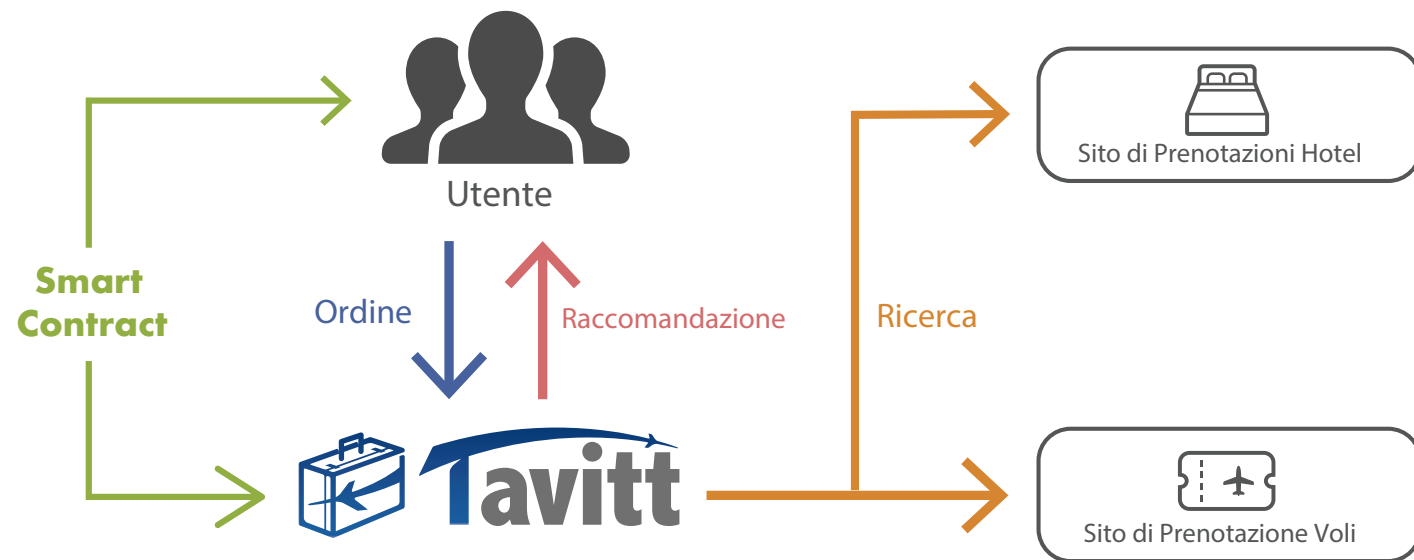 Utente
Sito di Prenotazioni Hotel
Smart
Contract
Ordine
Raccomandazione
Ricerca
Tavitt
Sito di Prenotazione Voli